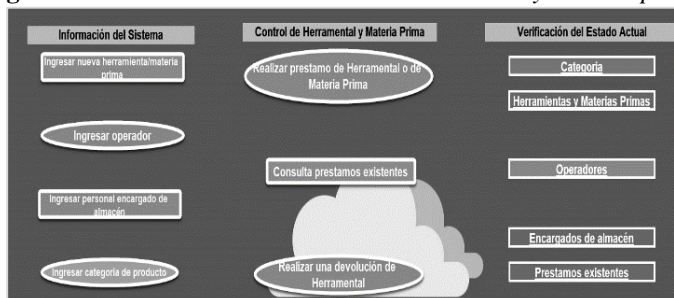 Información del Sistema
Ingresar nueva herramienta/materia
prima
Ingresar operador
Ingresar personal encargado de
almacén
Ingresar categoria de producto
Control de Herramental y Materia Prima
Realizar prestamo de Herramental o de
Materia Prima
Consulta prestamos existentes
Realizar una devolución de
Herramental
Verificación del Estado Actual
Categoria
Herramientas y Materias Primas
Operadores
Encargados de almacén
Prestamos existentes